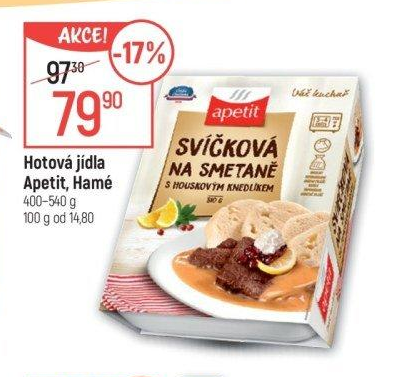 AKCE!
-17%
97³⁰
79⁹⁰
Hotová jídla
Apetit, Hamé
400–540 g
100 g od 14,80
Váš kuchař
apetit
SVÍČKOVÁ
NA SMETANĚ
S HOUSKOVÝM KNEDLÍKEM
apetit